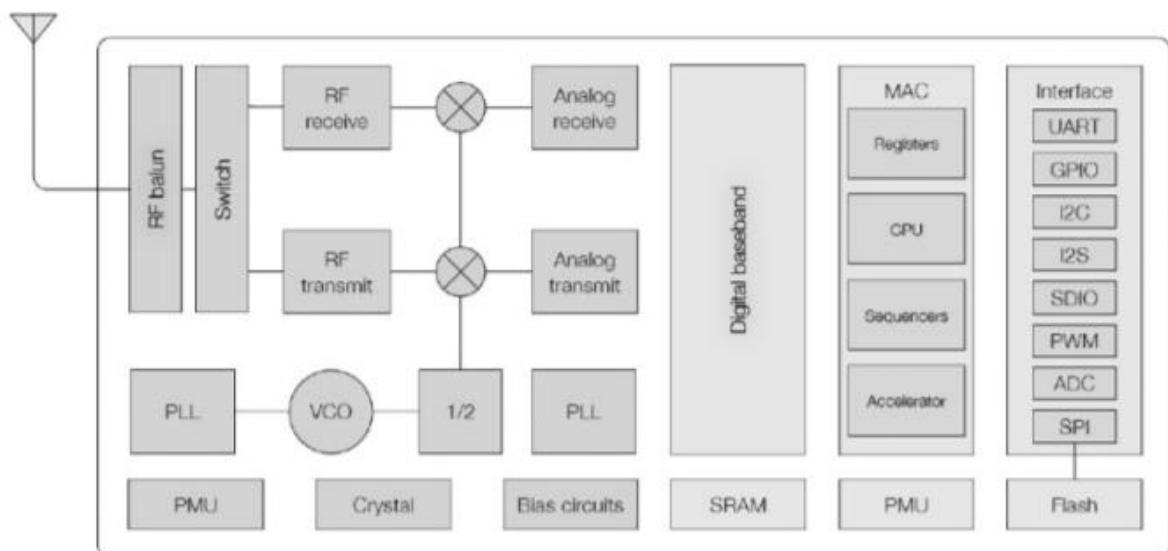 RF balun
Switch
RF
receive
Analog
receive
RF
transmit
Analog
transmit
PLL
VCO
1/2
PLL
PMU
Crystal
Bias circuits
Digital baseband
SRAM
MAC
Registers
CPU
Sequencers
Accelerator
PMU
Interface
UART
GPIO
I2C
I2S
SDIO
PWM
ADC
SPI
Flash